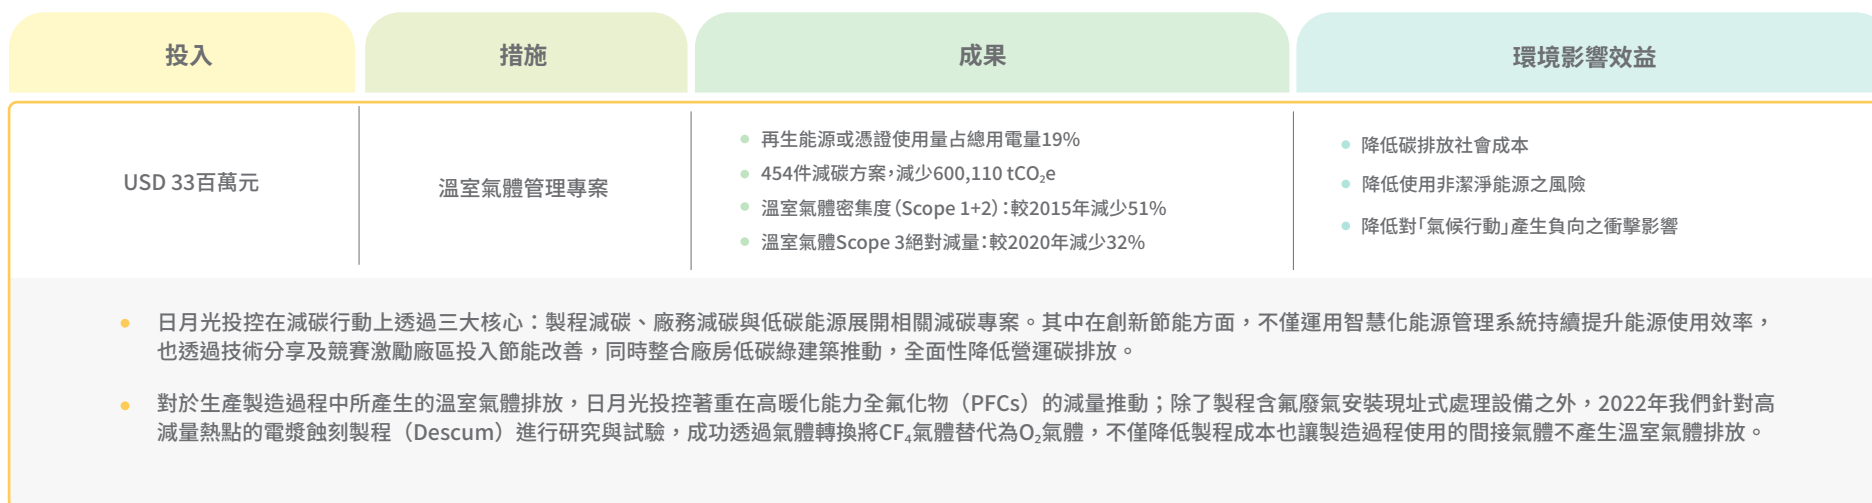 投入
措施
成果
環境影響效益
USD 33百萬元
溫室氣體管理專案
再生能源或憑證使用量占總用電量19%
454件減碳方案，減少600,110 tCO₂e
溫室氣體密集度（Scope 1+2）：較2015年減少51%
溫室氣體Scope 3絕對減量：較2020年減少32%
降低碳排放社會成本
降低使用非潔淨能源之風險
降低對「氣候行動」產生負向之衝擊影響
日月光投控在減碳行動上透過三大核心：製程減碳、廠務減碳與低碳能源展開相關減碳專案。其中在創新節能方面，不僅運用智慧化能源管理系統持續提升能源使用效率，
也透過技術分享及競賽激勵廠區投入節能改善，同時整合廠房低碳綠建築推動，全面性降低營運碳排放。
對於生產製造過程中所產生的溫室氣體排放，日月光投控著重在高暖化能力全氟化物（PFCs）的減量推動；除了製程含氟廢氣安裝現址式處理設備之外，2022年我們針對高
減量熱點的電漿蝕刻製程（Descum）進行研究與試驗，成功透過氣體轉換將CF₄氣體替代為O₂氣體，不僅降低製程成本也讓製造過程使用的間接氣體不產生溫室氣體排放。